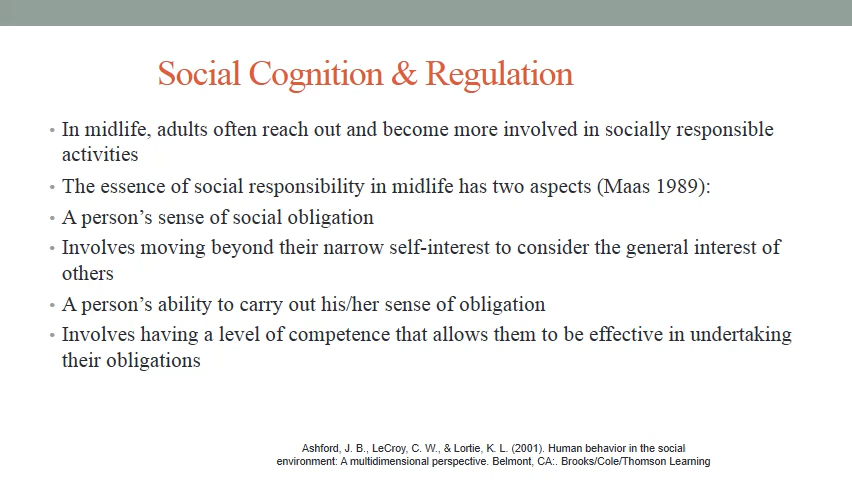 Social Cognition & Regulation
• In midlife, adults often reach out and become more involved in socially responsible
activities
• The essence of social responsibility in midlife has two aspects (Maas 1989):
• A person's sense of social obligation
• Involves moving beyond their narrow self-interest to consider the general interest of
others
• A person's ability to carry out his/her sense of obligation
• Involves having a level of competence that allows them to be effective in undertaking
their obligations
Ashford, J. B., LeCroy, C. W., & Lortie, K. L. (2001). Human behavior in the social
environment: A multidimensional perspective. Belmont, CA:. Brooks/Cole/Thomson Learning